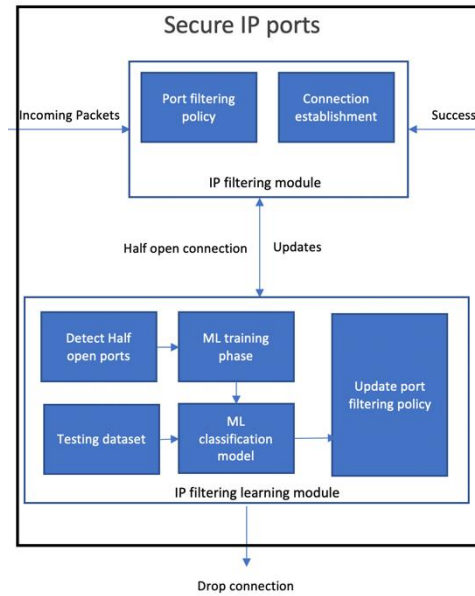 Secure IP ports
Incoming Packets
Port filtering
policy
Connection
establishment
Success
IP filtering module
Half open connection
Updates
Detect Half
open ports
ML training
phase
Update port
filtering policy
Testing dataset
ML
classification
model
IP filtering learning module
Drop connection